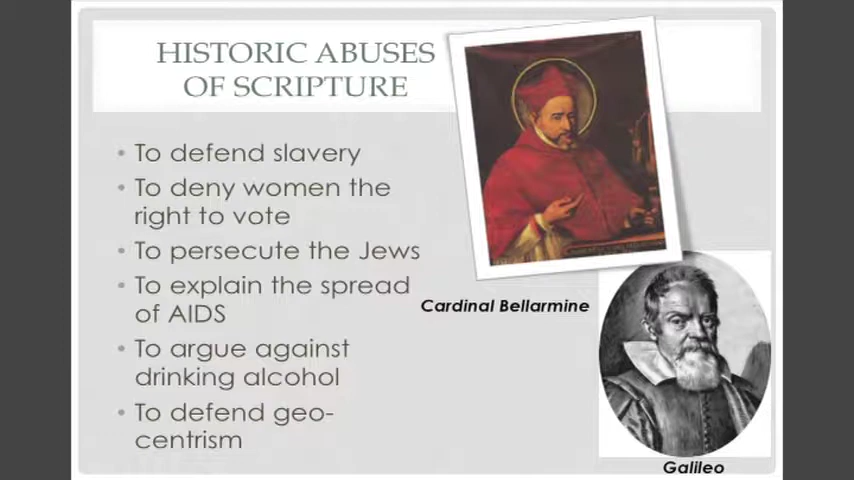 HISTORIC ABUSES
OF SCRIPTURE
• To defend slavery
• To deny women the
right to vote
• To persecute the Jews
• To explain the spread
of AIDS
• To argue against
drinking alcohol
• To defend geo-
centrism
Cardinal Bellarmine
Galileo